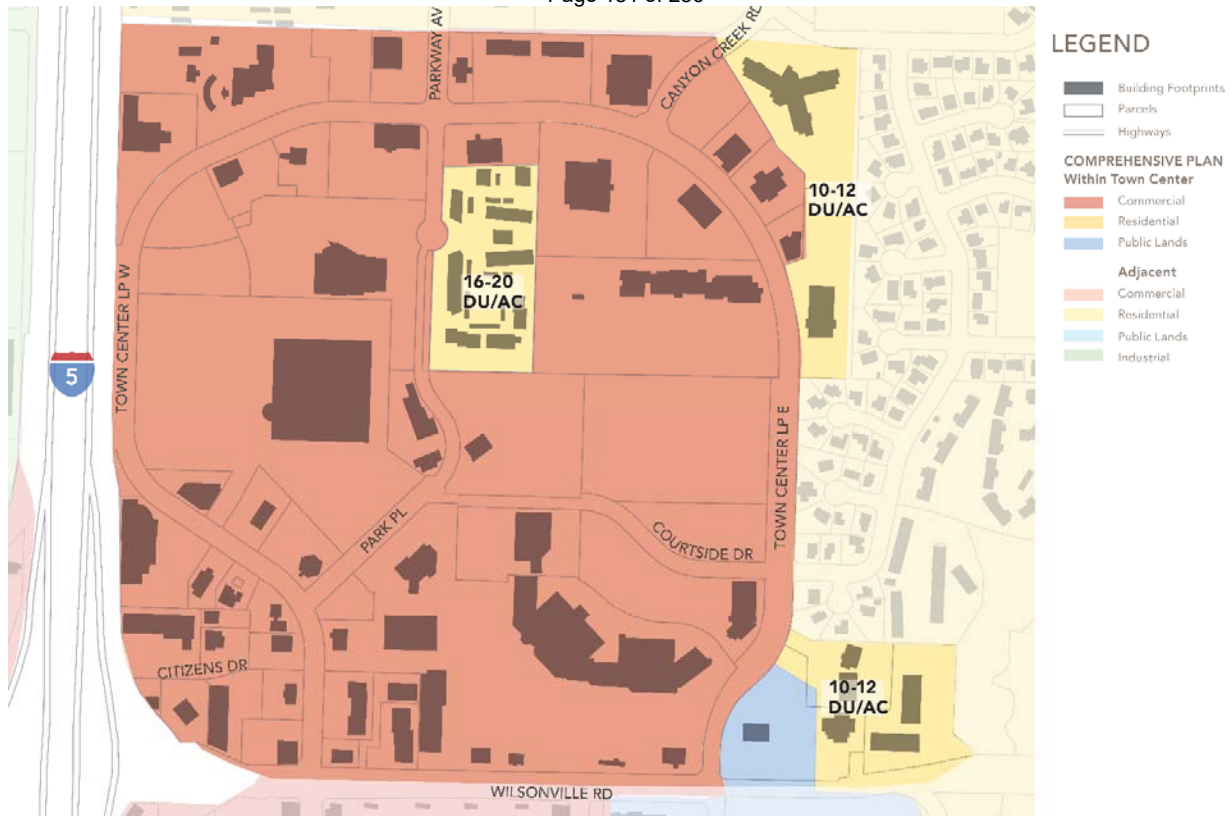 PARKWAY AV
CANYON CREEK RD
10-12
DU/AC
16-20
DU/AC
TOWN CENTER LP W
5
TOWN CENTER LP E
PARK PL
COURTSIDE DR
CITIZENS DR
10-12
DU/AC
WILSONVILLE RD
LEGEND
Building Footprints
Parcels
Highways
COMPREHENSIVE PLAN
Within Town Center
Commercial
Residential
Public Lands
Adjacent
Commercial
Residential
Public Lands
Industrial